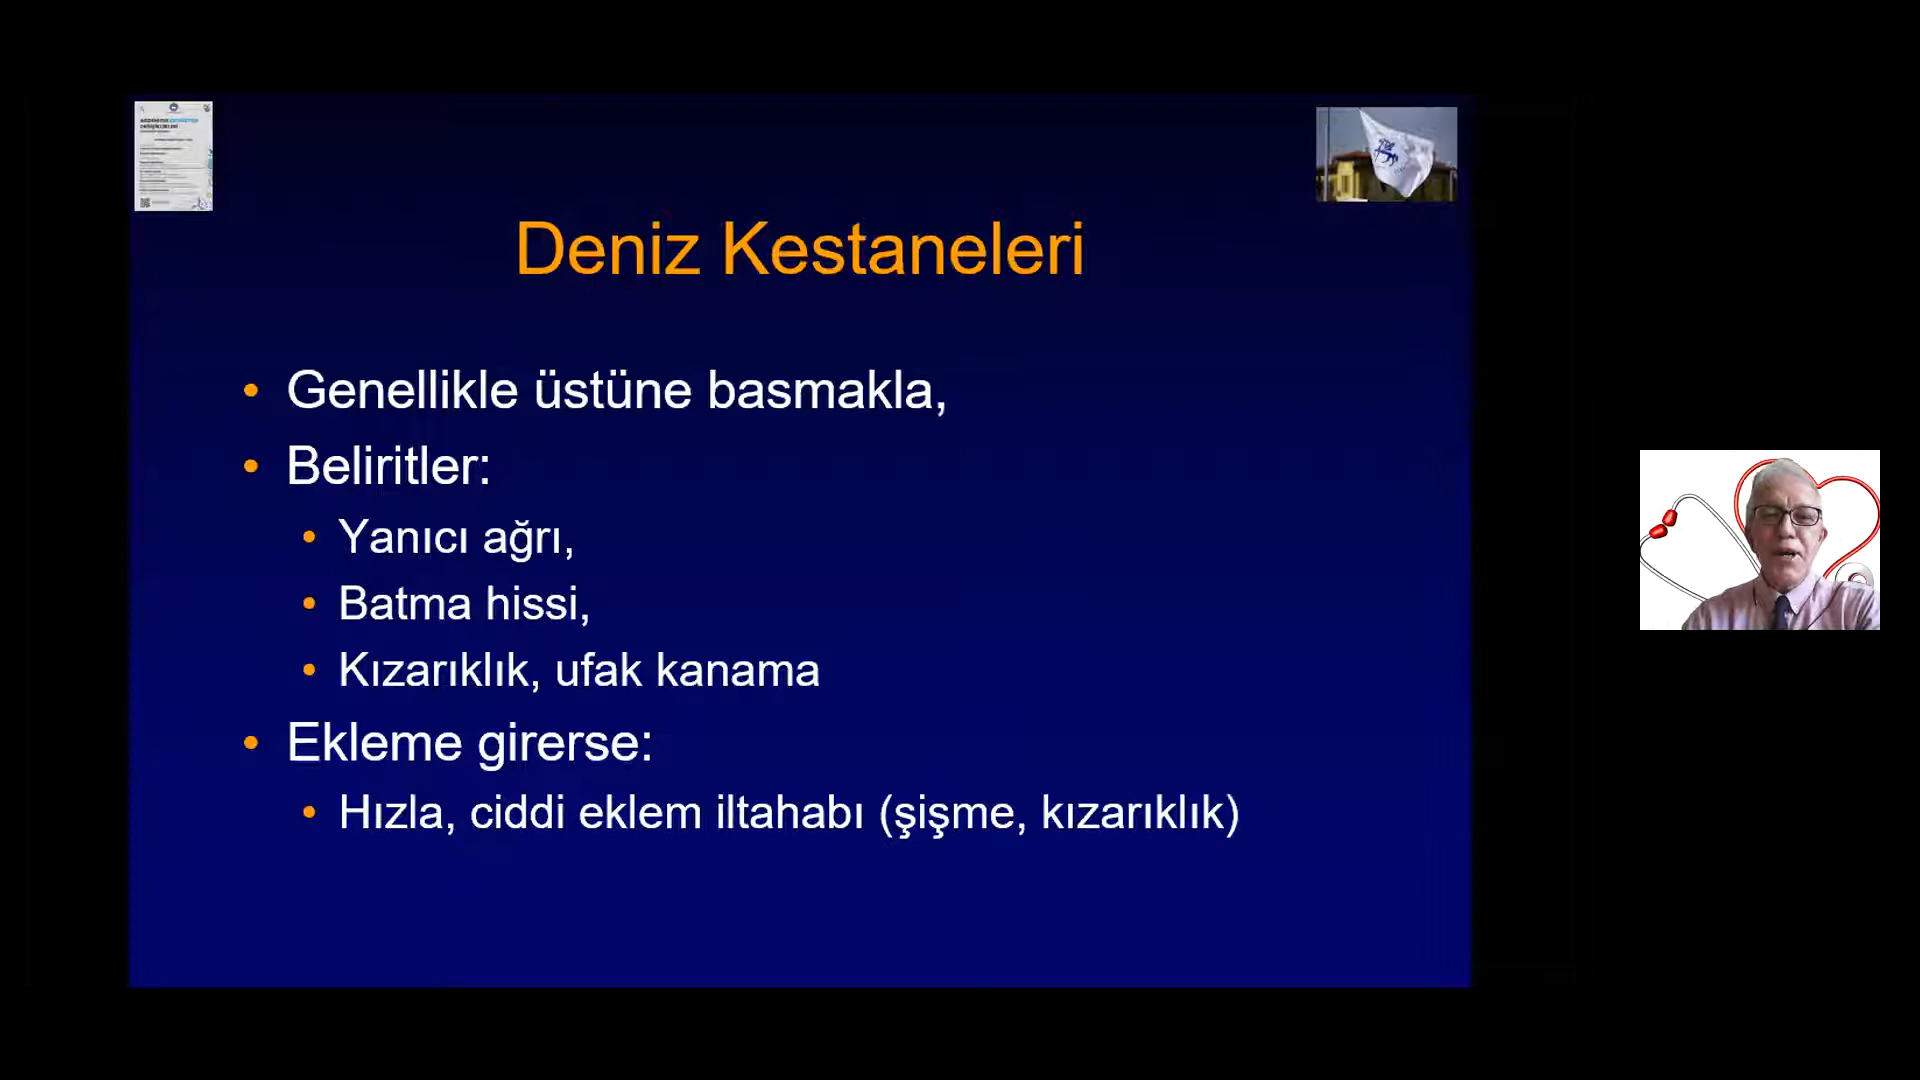 Deniz Kestaneleri
• Genellikle üstüne basmakla,
• Beliritler:
• Yanıcı ağrı,
• Batma hissi,
• Kızarıklık, ufak kanama
• Ekleme girerse:
• Hızla, ciddi eklem iltahabı (şişme, kızarıklık)